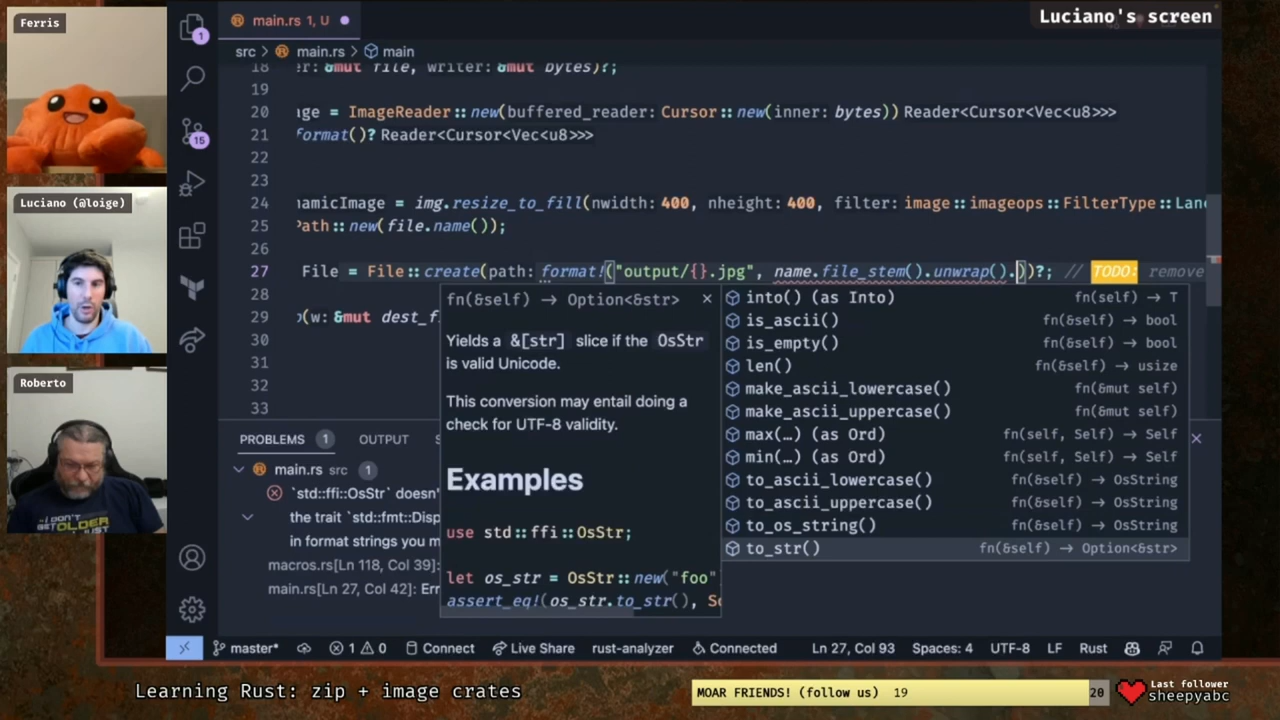 Ferris
Luciano (@loige)
Roberto
I DON'T
GET OLDER
1
15
main.rs 1, U
Luciano's screen
src > main.rs > main
18 er: &mut file, writer: &mut bytes)?;
19
20 ıge = ImageReader::new(buffered_reader: Cursor::new(inner: bytes)) Reader<Cursor<Vec<u8>>>
21 format()? Reader<Cursor<Vec<u8>>>
22
23
24 namicImage = img.resize_to_fill(nwidth: 400, nheight: 400, filter: image::imageops::FilterType::Lan
25 Path::new(file.name());
26
27 File = File::create(path: format!("output/{}.jpg", name.file_stem().unwrap().))?; // TODO: remove
28
29 o(w: &mut dest_f
30
31
32
33
fn(&self) → Option<&str> ×
Yields a &[str] slice if the OsStr
is valid Unicode.
This conversion may entail doing a
check for UTF-8 validity.
Examples
use std::ffi::OsStr;
let os_str = OsStr::new("foo"
assert_eq!(os_str.to_str(), So
into() (as Into) fn(self) → T
is_ascii() fn(&self) → bool
is_empty() fn(&self) → bool
len() fn(&self) → usize
make_ascii_lowercase() fn(&mut self)
make_ascii_uppercase() fn(&mut self)
max(…) (as Ord) fn(self, Self) → Self
min(…) (as Ord) fn(self, Self) → Self
to_ascii_lowercase() fn(&self) → OsString
to_ascii_uppercase() fn(&self) → OsString
to_os_string() fn(&self) → OsString
to_str() fn(&self) → Option<&str>
PROBLEMS 1 OUTPUT
main.rs src 1
`std::ffi::OsStr` doesn'
the trait `std::fmt::Disp
in format strings you m
macros.rs[Ln 118, Col 39]:
main.rs[Ln 27, Col 42]: Err
master* 1 0 Connect Live Share rust-analyzer Connected Ln 27, Col 93 Spaces: 4 UTF-8 LF Rust
Learning Rust: zip + image crates
MOAR FRIENDS! (follow us) 19 20
Last follower
sheepyabc